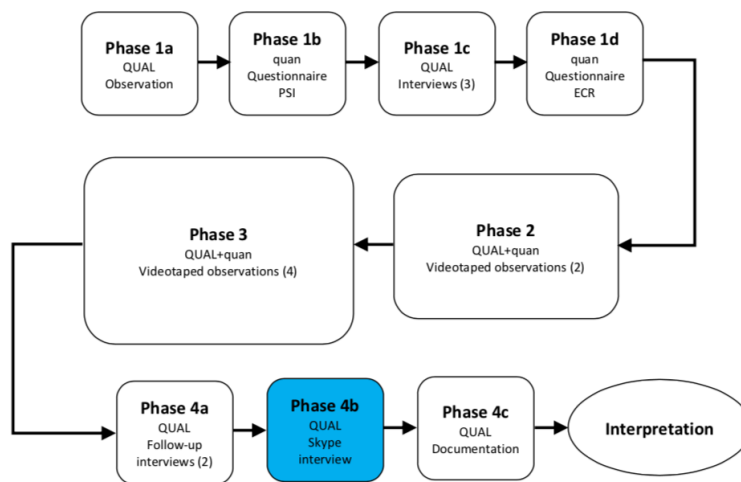 Phase 1a
QUAL
Observation
Phase 1b
quan
Questionnaire
PSI
Phase 1c
QUAL
Interviews (3)
Phase 1d
quan
Questionnaire
ECR
Phase 3
QUAL+quan
Videotaped observations (4)
Phase 2
QUAL+quan
Videotaped observations (2)
Phase 4a
QUAL
Follow-up
interviews (2)
Phase 4b
QUAL
Skype
interview
Phase 4c
QUAL
Documentation
Interpretation